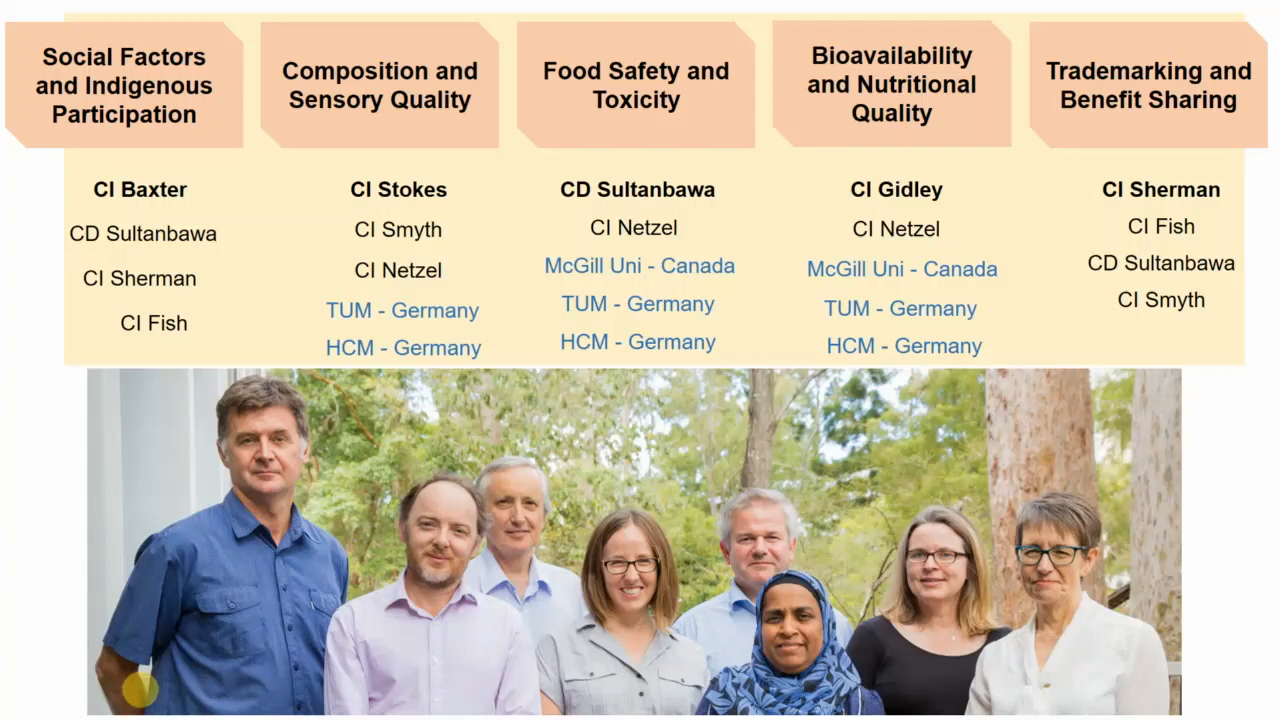 Social Factors
and Indigenous
Participation
CI Baxter
CD Sultanbawa
CI Sherman
CI Fish
Composition and
Sensory Quality
CI Stokes
CI Smyth
CI Netzel
TUM - Germany
HCM - Germany
Food Safety and
Toxicity
CD Sultanbawa
CI Netzel
McGill Uni - Canada
TUM - Germany
HCM - Germany
Bioavailability
and Nutritional
Quality
CI Gidley
CI Netzel
McGill Uni - Canada
TUM - Germany
HCM - Germany
Trademarking and
Benefit Sharing
CI Sherman
CI Fish
CD Sultanbawa
CI Smyth